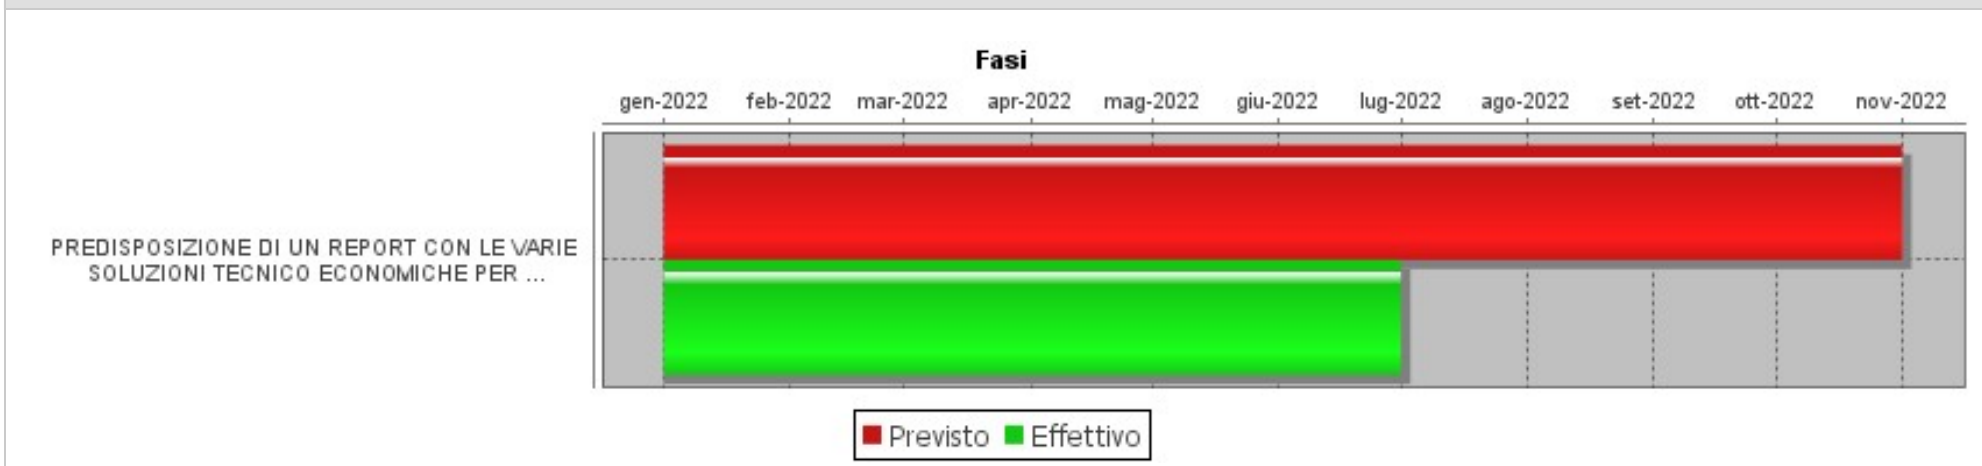 Fasi
gen-2022 feb-2022 mar-2022 apr-2022 mag-2022 giu-2022 lug-2022 ago-2022 set-2022 ott-2022 nov-2022
PREDISPOSIZIONE DI UN REPORT CON LE VARIE
SOLUZIONI TECNICO ECONOMICHE PER ...
Previsto Effettivo